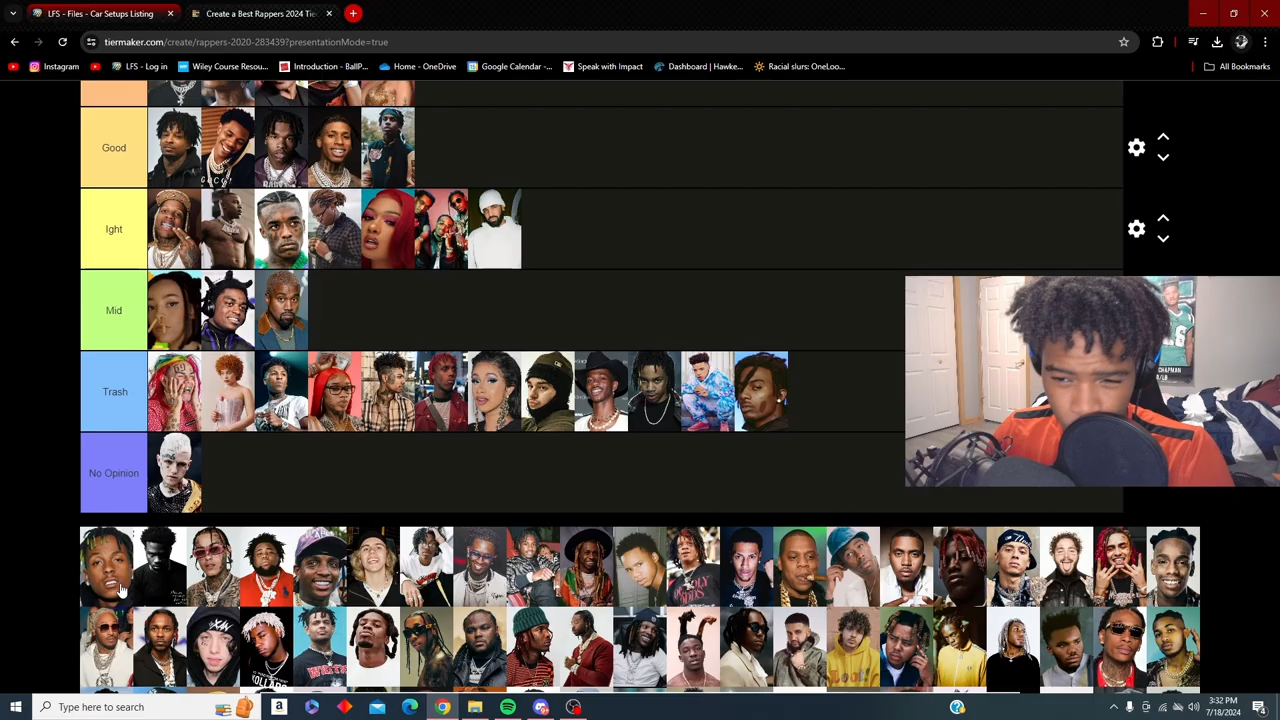 LFS - Files - Car Setups Listing
Create a Best Rappers 2024 Tie
tiermaker.com/create/rappers-2020-283439?presentationMode=true
Instagram
LFS - Log in
Wiley Course Resou...
Introduction - BallP...
Home - OneDrive
Google Calendar -...
Speak with Impact
Dashboard | Hawke...
Racial slurs: OneLoo...
All Bookmarks
Good
Ight
Mid
Trash
No Opinion
CHAPMAN
Type here to search
3:32 PM
7/18/2024